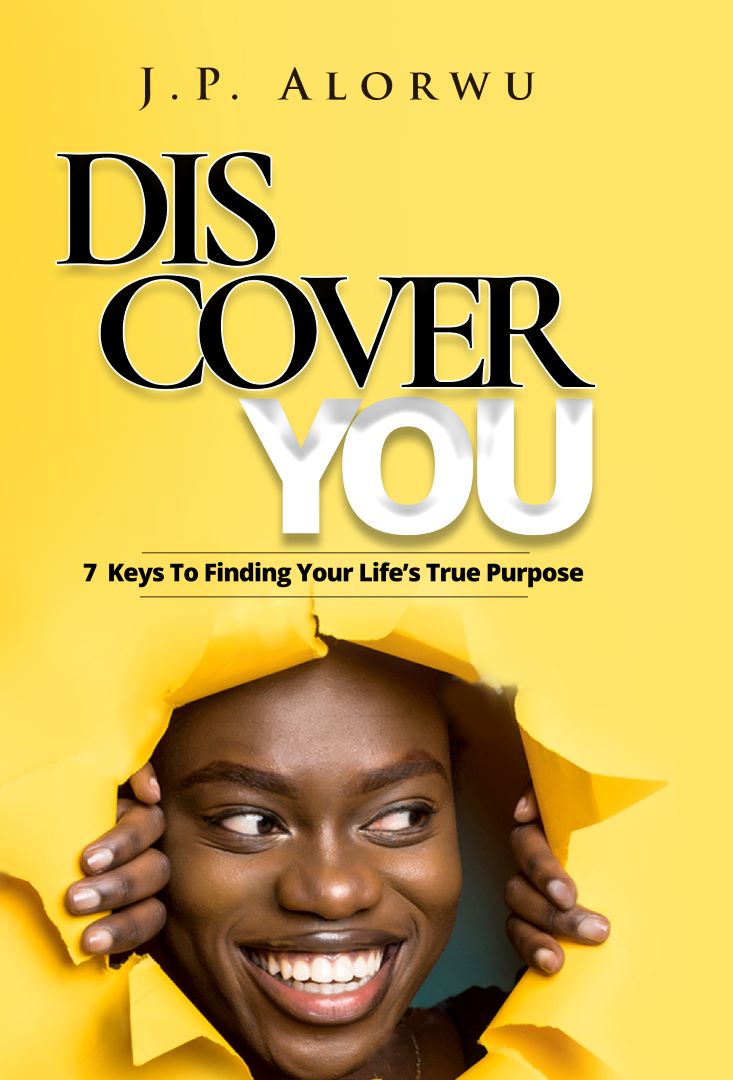 J.P. ALORWU
DIS
COVER
YOU
7 Keys To Finding Your Life's True Purpose